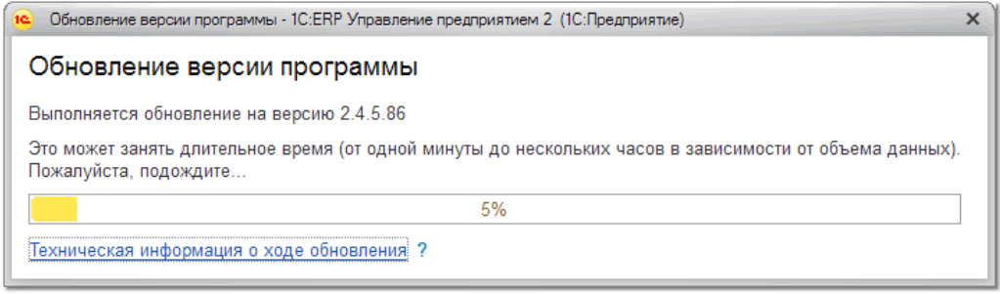 1С Обновление версии программы - 1С:ERP Управление предприятием 2 (1С:Предприятие)
Обновление версии программы
Выполняется обновление на версию 2.4.5.86
Это может занять длительное время (от одной минуты до нескольких часов в зависимости от объема данных).
Пожалуйста, подождите...
5%
Техническая информация о ходе обновления ?